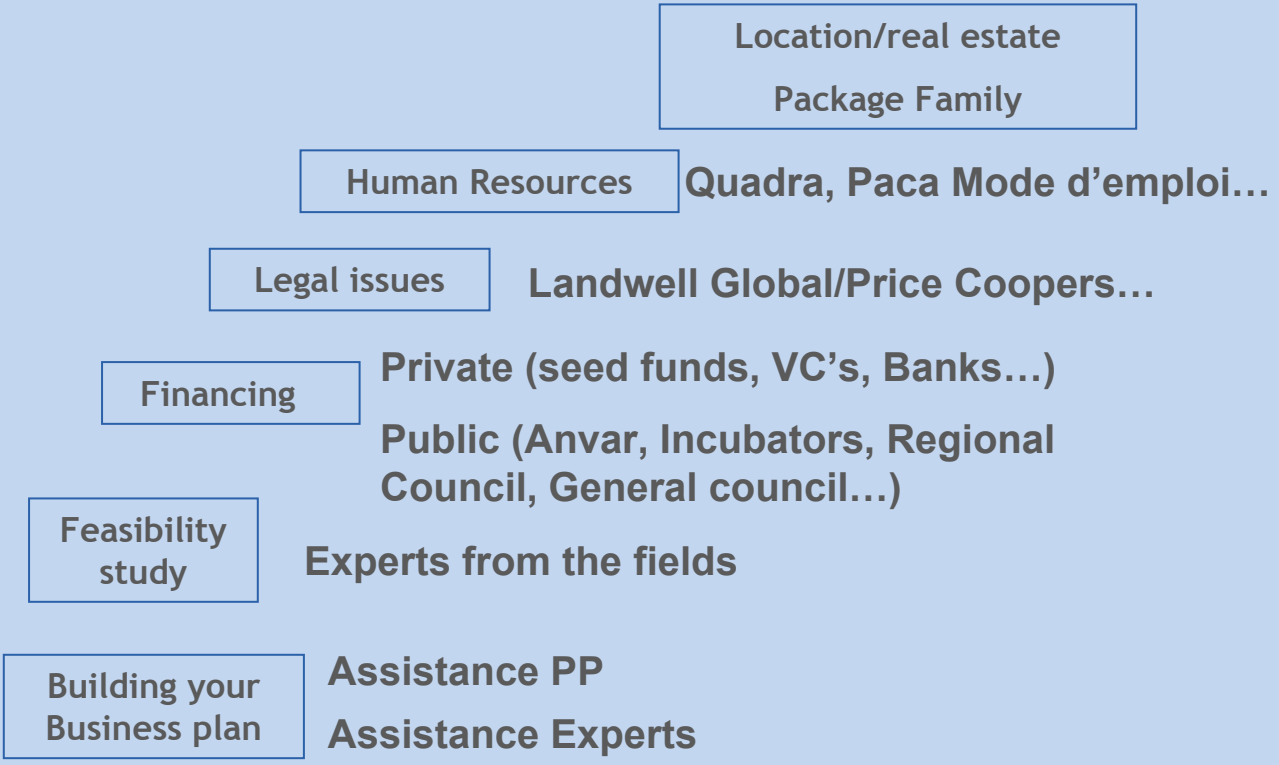 Location/real estate
Package Family
Human Resources
Quadra, Paca Mode d’emploi…
Legal issues
Landwell Global/Price Coopers…
Financing
Private (seed funds, VC’s, Banks…)
Public (Anvar, Incubators, Regional
Council, General council…)
Feasibility
study
Experts from the fields
Building your
Business plan
Assistance PP
Assistance Experts